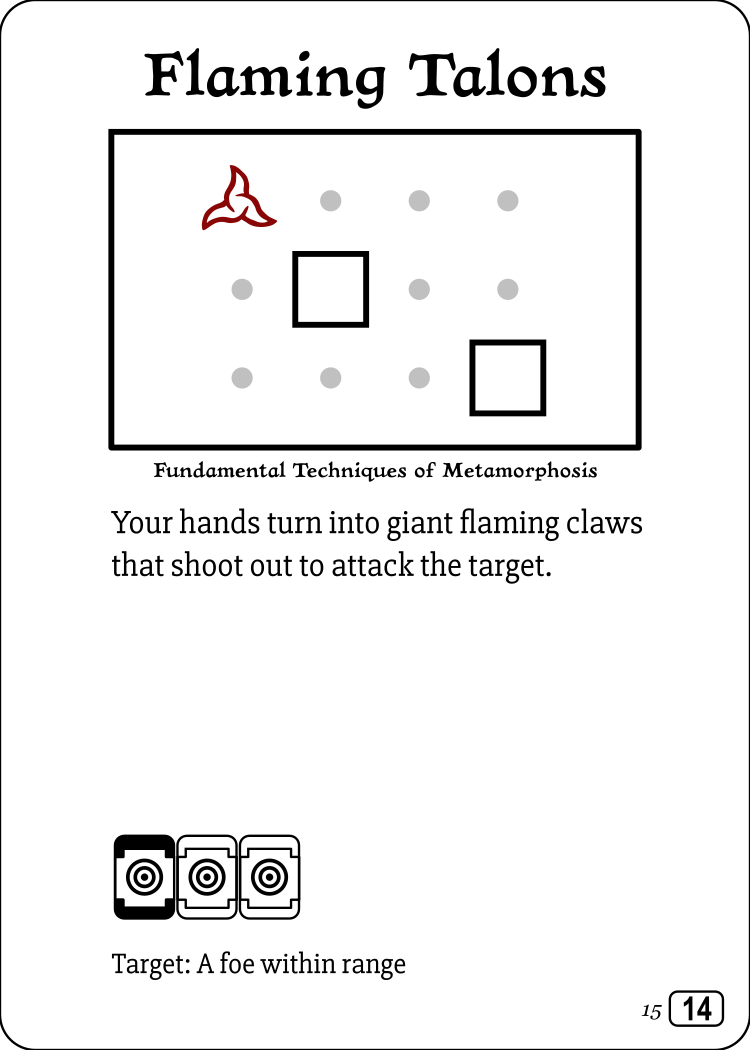 Flaming Talons
Fundamental Techniques of Metamorphosis
Your hands turn into giant flaming claws
that shoot out to attack the target.
Target: A foe within range
15 14